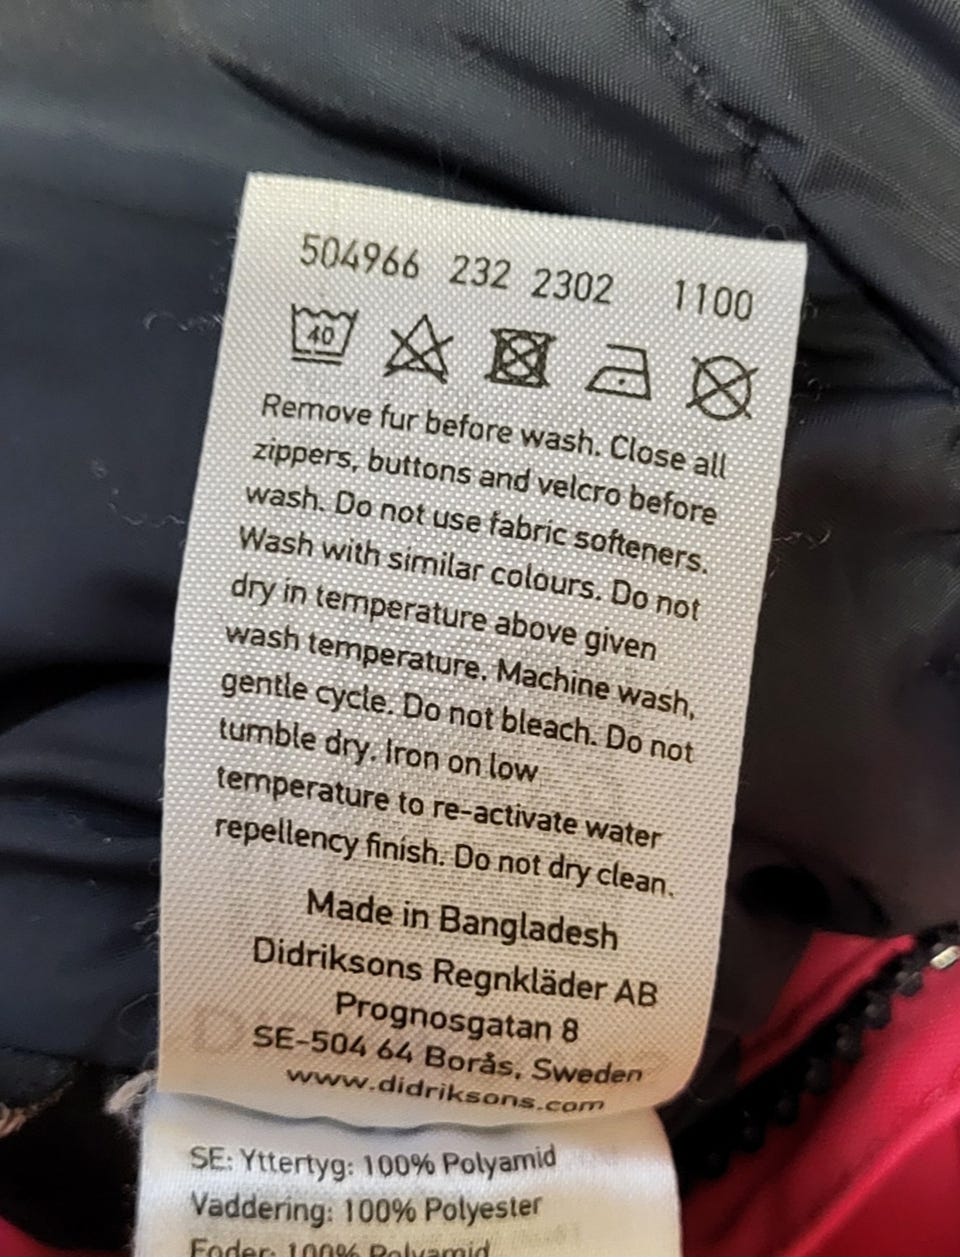 504966 232 2302 1100
40
Remove fur before wash. Close all
zippers, buttons and velcro before
wash. Do not use fabric softeners.
Wash with similar colours. Do not
dry in temperature above given
wash temperature. Machine wash,
gentle cycle. Do not bleach. Do not
tumble dry. Iron on low
temperature to re-activate water
repellency finish. Do not dry clean.
Made in Bangladesh
Didriksons Regnkläder AB
Prognosgatan 8
SE-504 64 Borås, Sweden
www.didriksons.com
SE: Yttertyg: 100% Polyamid
Vaddering: 100% Polyester
Foder: 100% Polyamid